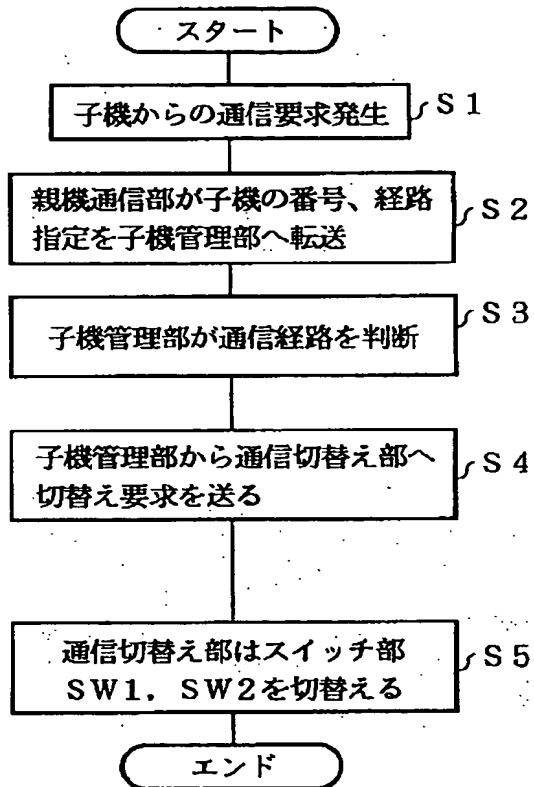 スタート
子機からの通信要求発生
S1
親機通信部が子機の番号、経路
指定を子機管理部へ転送
S2
子機管理部が通信経路を判断
S3
子機管理部から通信切替え部へ
切替え要求を送る
S4
通信切替え部はスイッチ部
SW1．SW2を切替える
S5
エンド